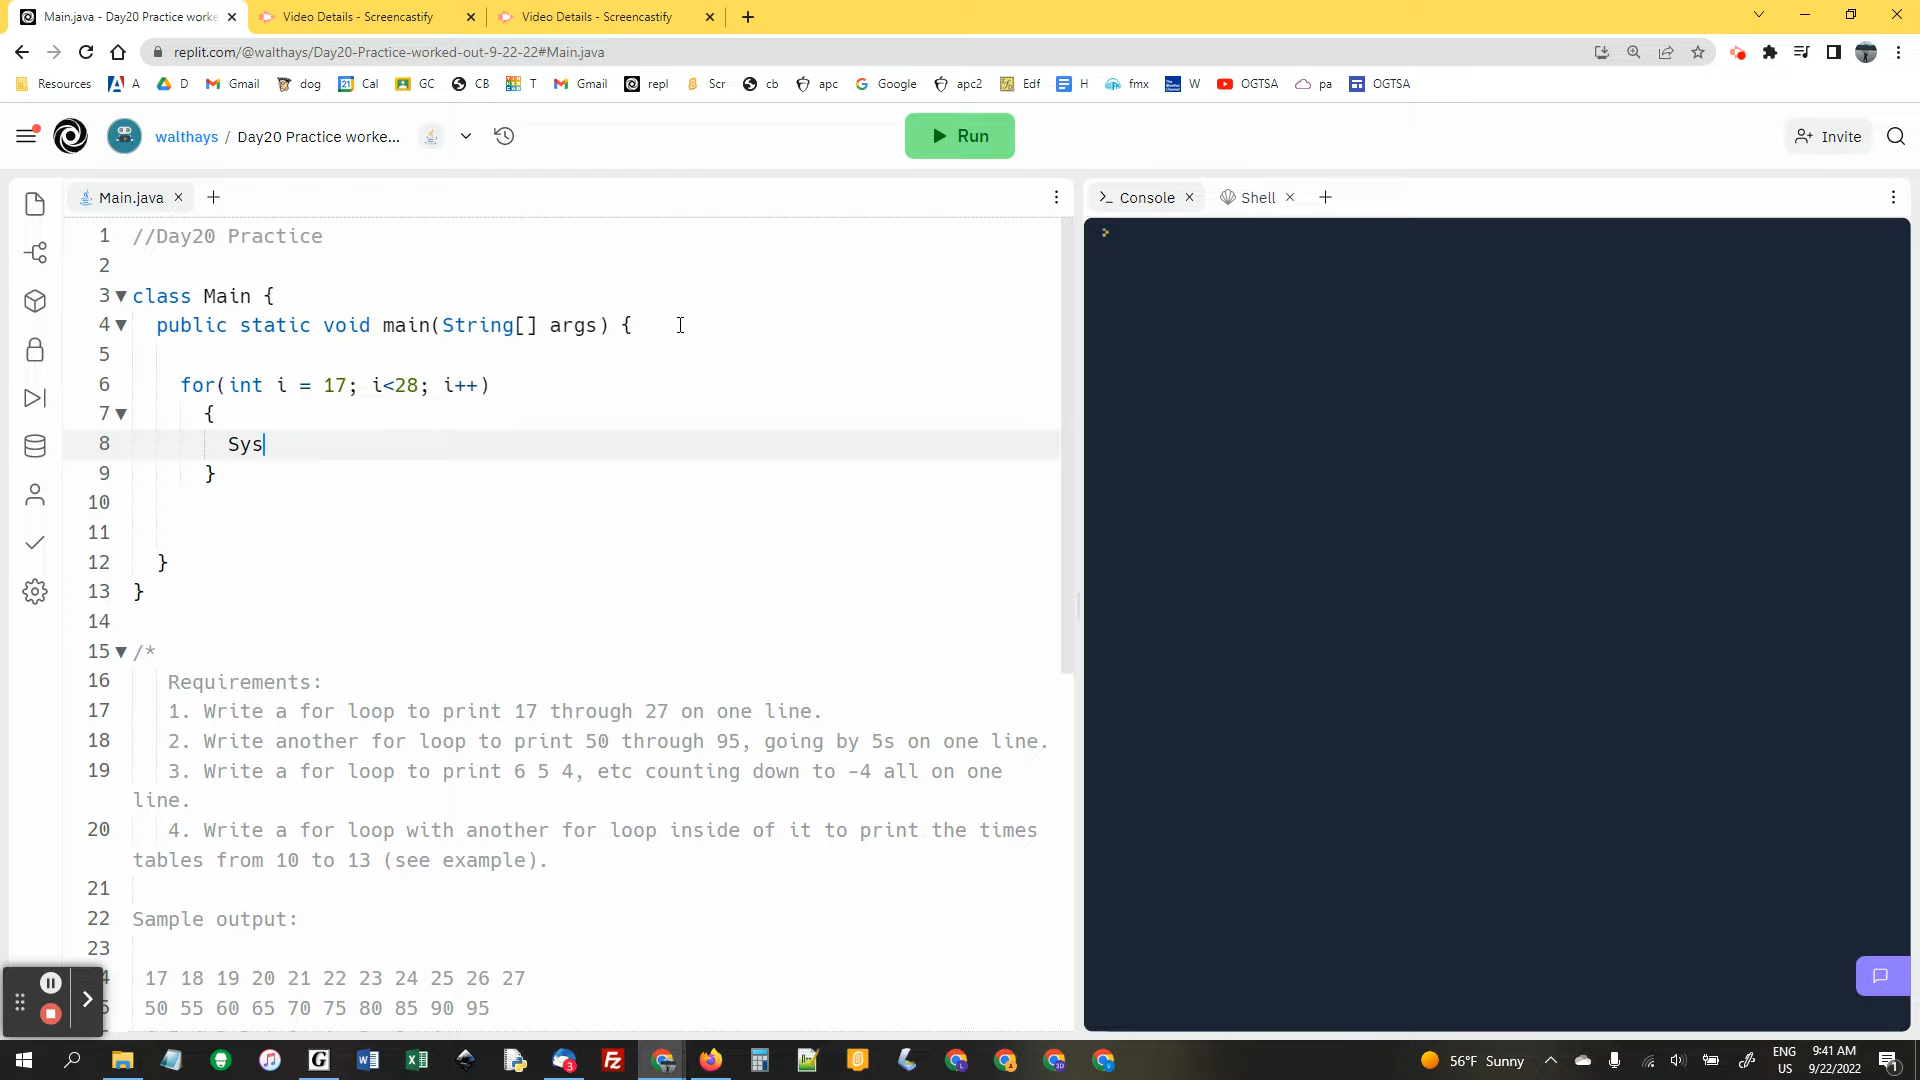 Main.java - Day20 Practice worke
Video Details - Screencastify
Video Details - Screencastify
replit.com/@walthays/Day20-Practice-worked-out-9-22-22#Main.java
Resources A D Gmail dog Cal GC CB T Gmail repl Scr cb apc Google apc2 Edf H fmx W OGTSA pa OGTSA
walthays / Day20 Practice worke...
Run
Invite
Main.java
Console
Shell
1 //Day20 Practice
2
3 class Main {
4 public static void main(String[] args) {
5
6 for(int i = 17; i<28; i++)
7 {
8 Sys
9 }
10
11
12 }
13 }
14
15 /*
16 Requirements:
17 1. Write a for loop to print 17 through 27 on one line.
18 2. Write another for loop to print 50 through 95, going by 5s on one line.
19 3. Write a for loop to print 6 5 4, etc counting down to -4 all on one
line.
20 4. Write a for loop with another for loop inside of it to print the times
tables from 10 to 13 (see example).
21
22 Sample output:
23
17 18 19 20 21 22 23 24 25 26 27
50 55 60 65 70 75 80 85 90 95
56°F Sunny
ENG
US
9:41 AM
9/22/2022